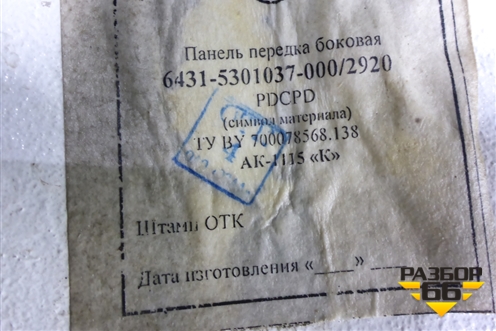 Панель передка боковая
6431-5301037-000/2920
PDCPD
(символ материала)
ТУ BY 700078568.138
АК-1115 «К»
Штамп ОТК
Дата изготовления «____»
РАЗБОР
66